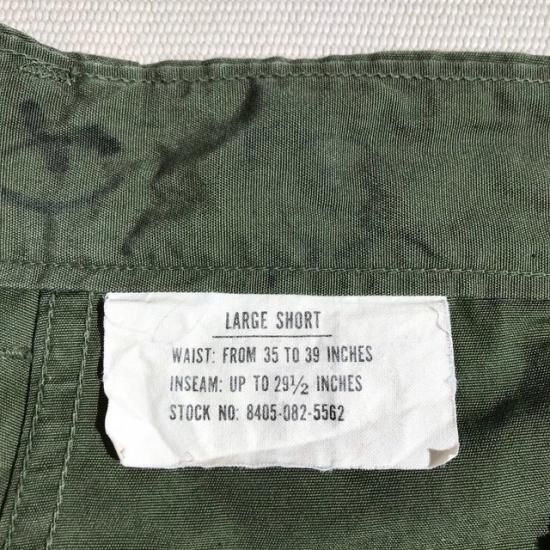 LARGE SHORT
WAIST: FROM 35 TO 39 INCHES
INSEAM: UP TO 29½ INCHES
STOCK NO: 8405-082-5562